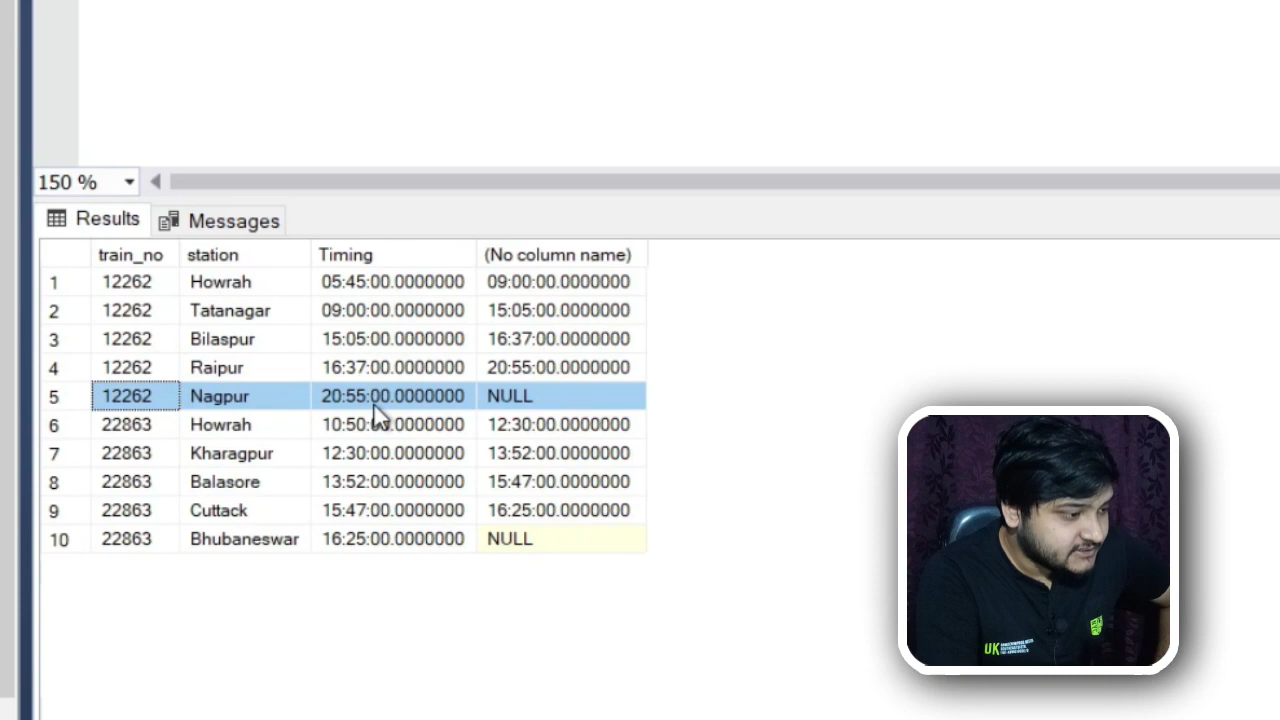 150 %
Results Messages
train_no station Timing (No column name)
1 12262 Howrah 05:45:00.0000000 09:00:00.0000000
2 12262 Tatanagar 09:00:00.0000000 15:05:00.0000000
3 12262 Bilaspur 15:05:00.0000000 16:37:00.0000000
4 12262 Raipur 16:37:00.0000000 20:55:00.0000000
5 12262 Nagpur 20:55:00.0000000 NULL
6 22863 Howrah 10:50:00.0000000 12:30:00.0000000
7 22863 Kharagpur 12:30:00.0000000 13:52:00.0000000
8 22863 Balasore 13:52:00.0000000 15:47:00.0000000
9 22863 Cuttack 15:47:00.0000000 16:25:00.0000000
10 22863 Bhubaneswar 16:25:00.0000000 NULL
UK